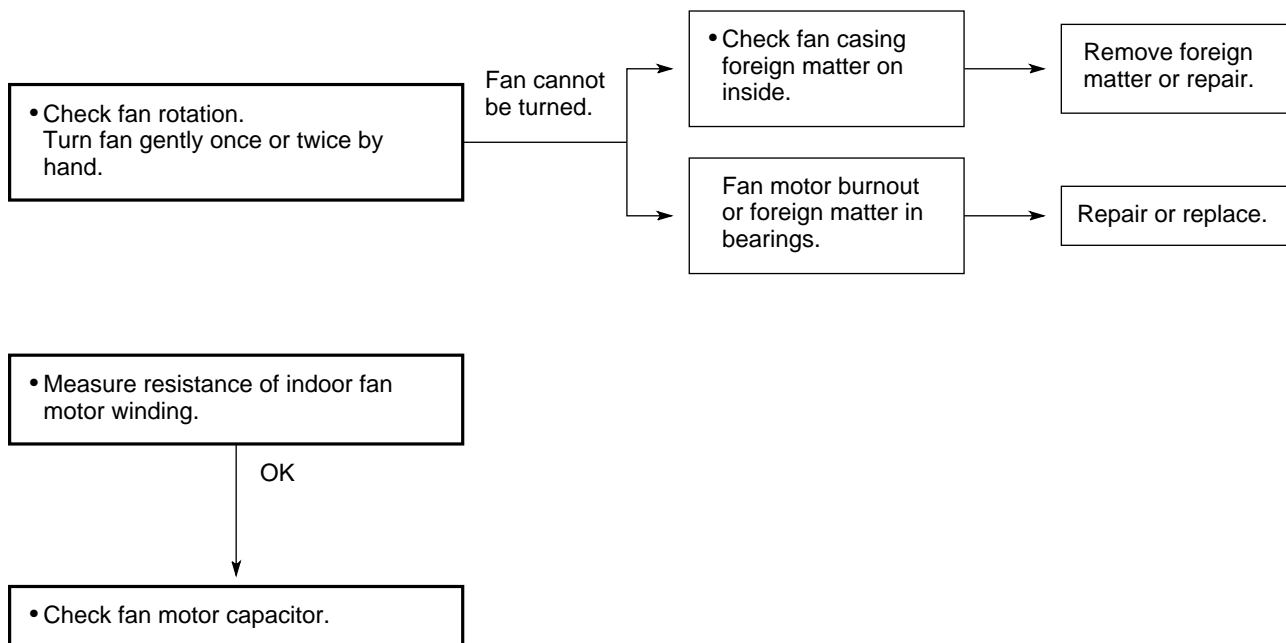 • Check fan rotation.
Turn fan gently once or twice by
hand.
Fan cannot
be turned.
• Check fan casing
foreign matter on
inside.
Remove foreign
matter or repair.
Fan motor burnout
or foreign matter in
bearings.
Repair or replace.
• Measure resistance of indoor fan
motor winding.
OK
• Check fan motor capacitor.